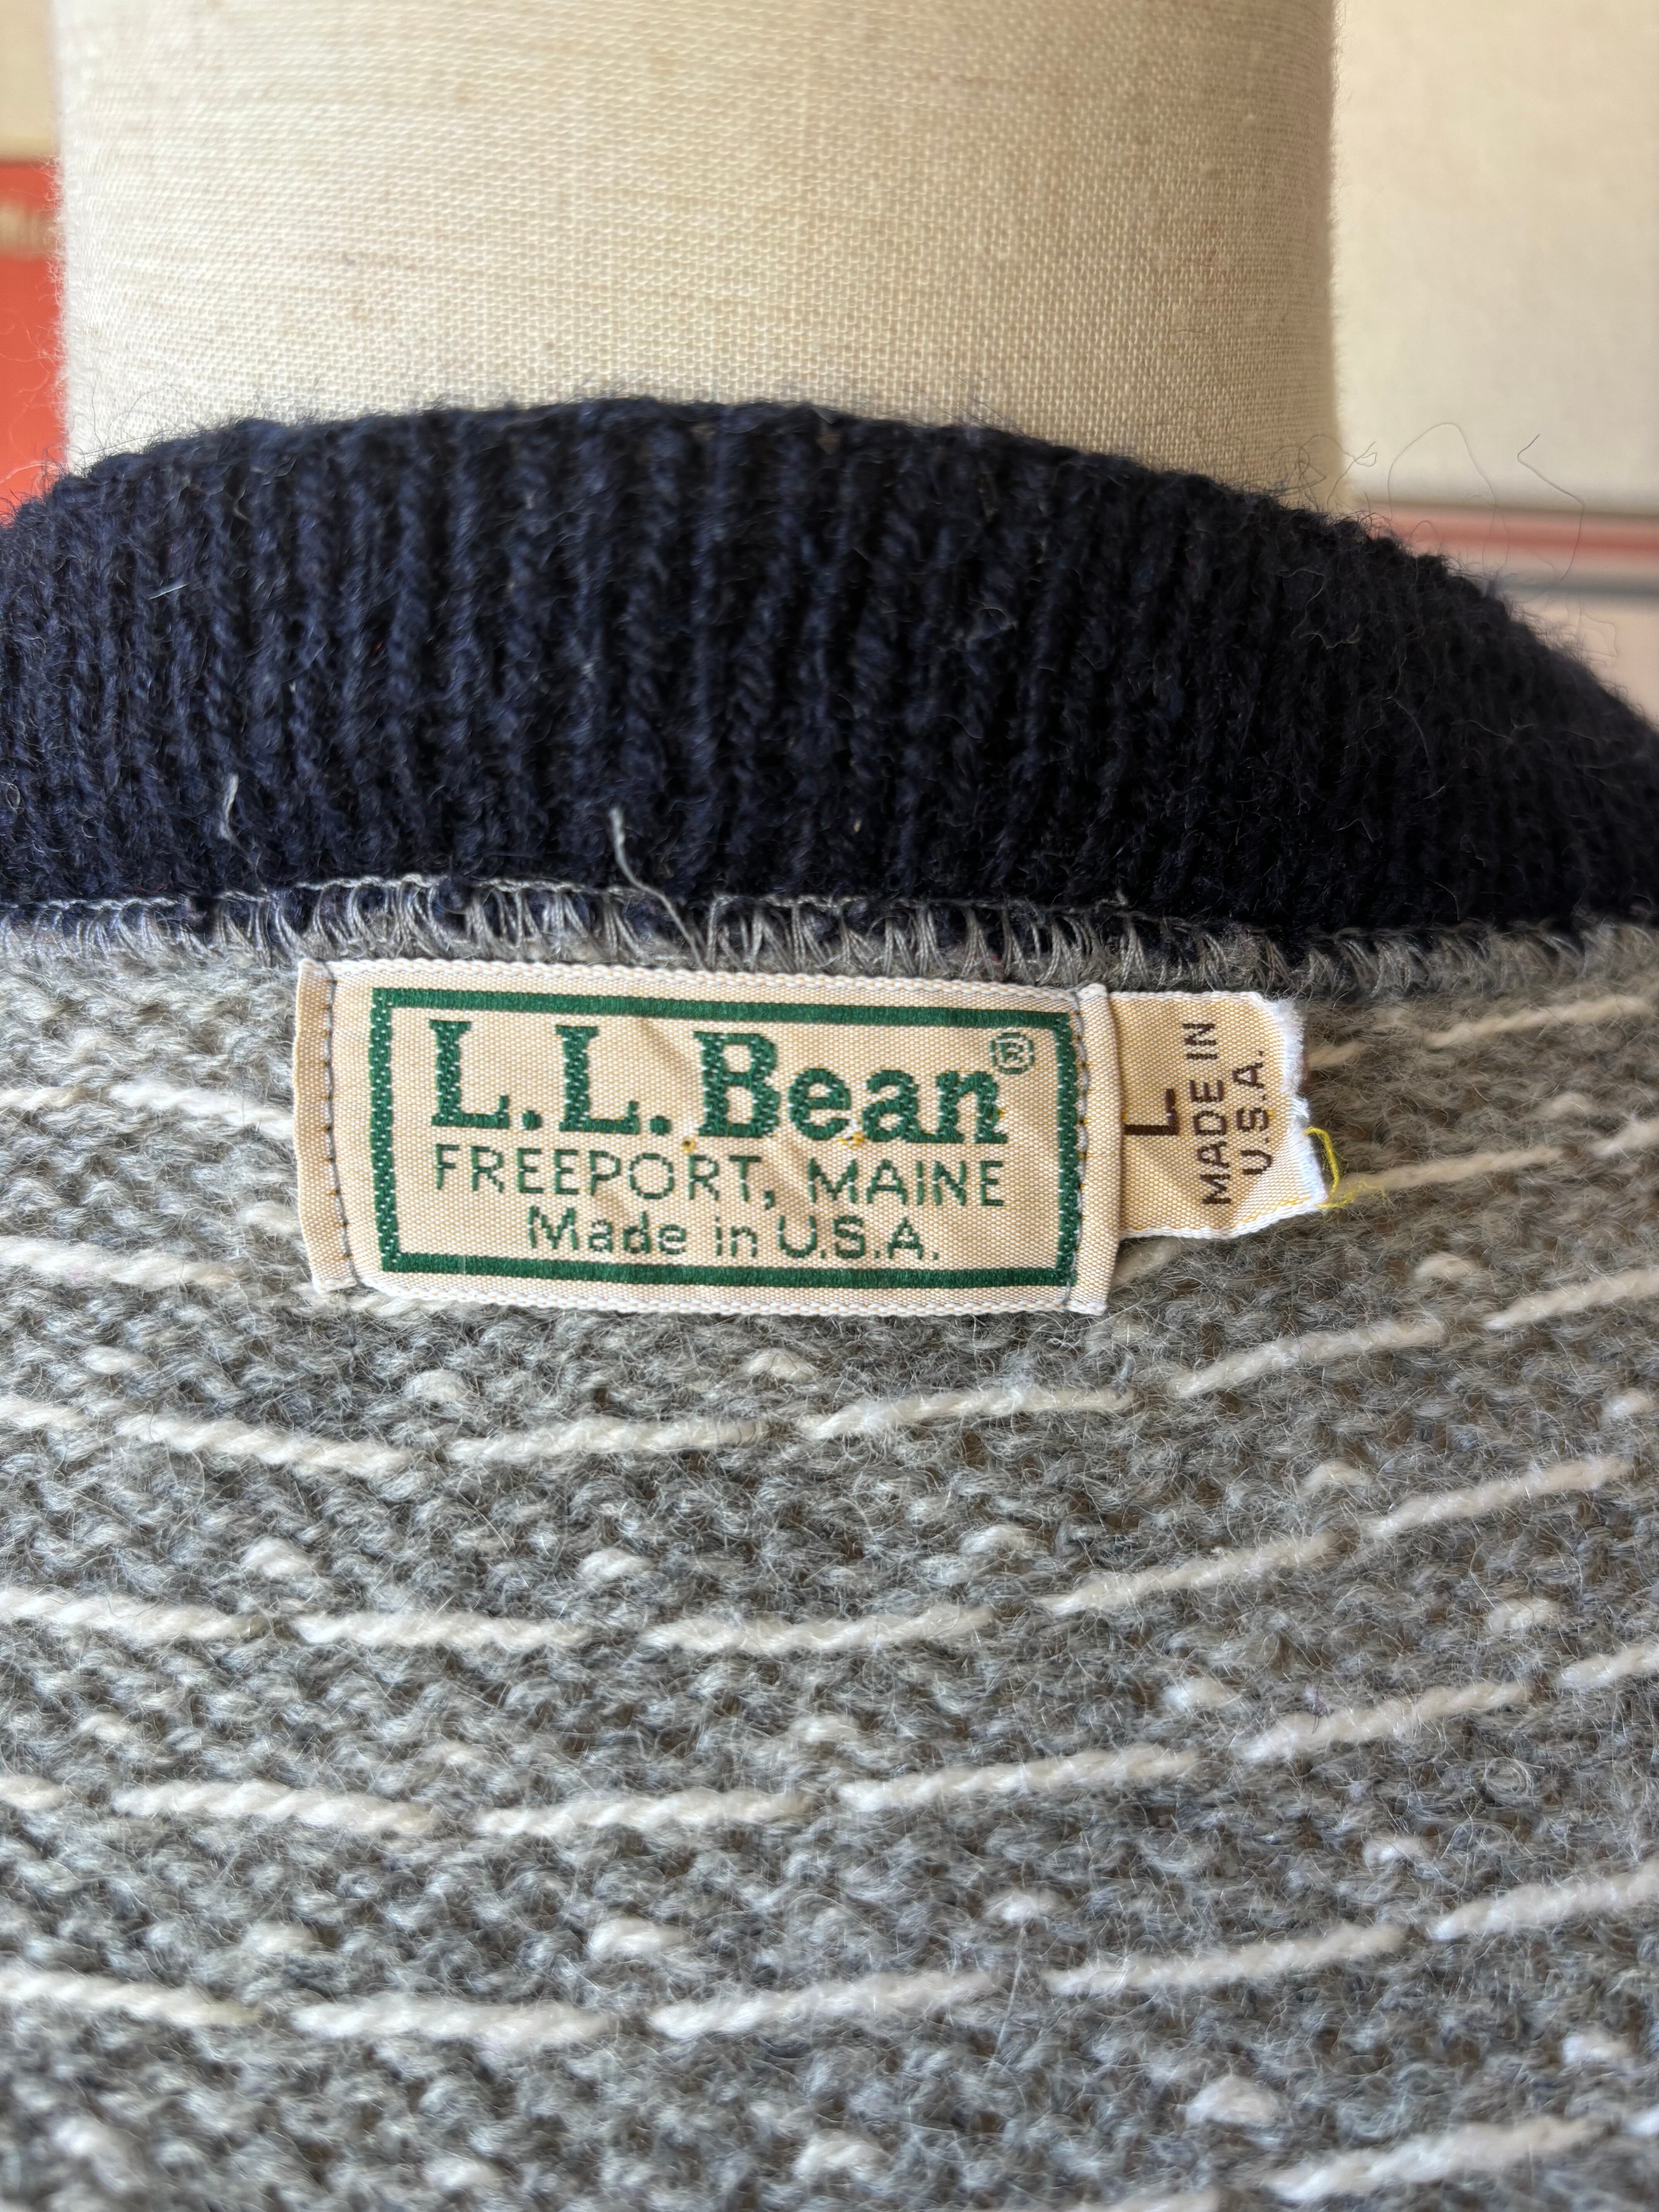 L.L.Bean®
FREEPORT, MAINE
Made in U.S.A.
L
MADE IN
U.S.A.